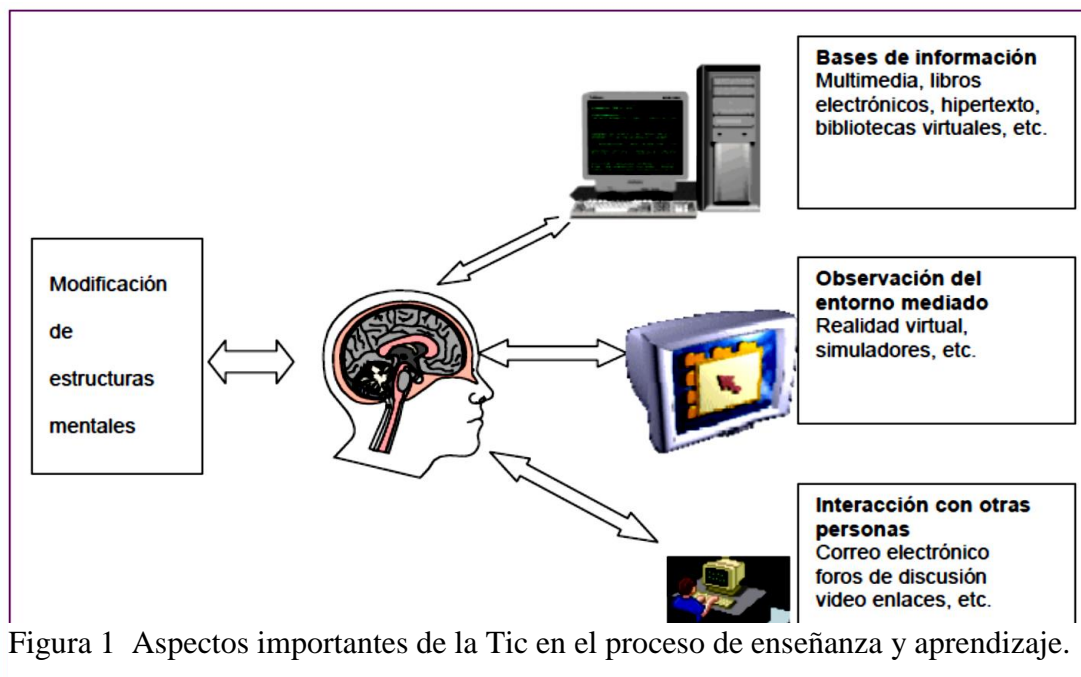 Bases de información
Multimedia, libros
electrónicos, hipertexto,
bibliotecas virtuales, etc.
Modificación
de
estructuras
mentales
Observación del
entorno mediado
Realidad virtual,
simuladores, etc.
Interacción con otras
personas
Correo electrónico
foros de discusión
video enlaces, etc.
Figura 1 Aspectos importantes de la Tic en el proceso de enseñanza y aprendizaje.